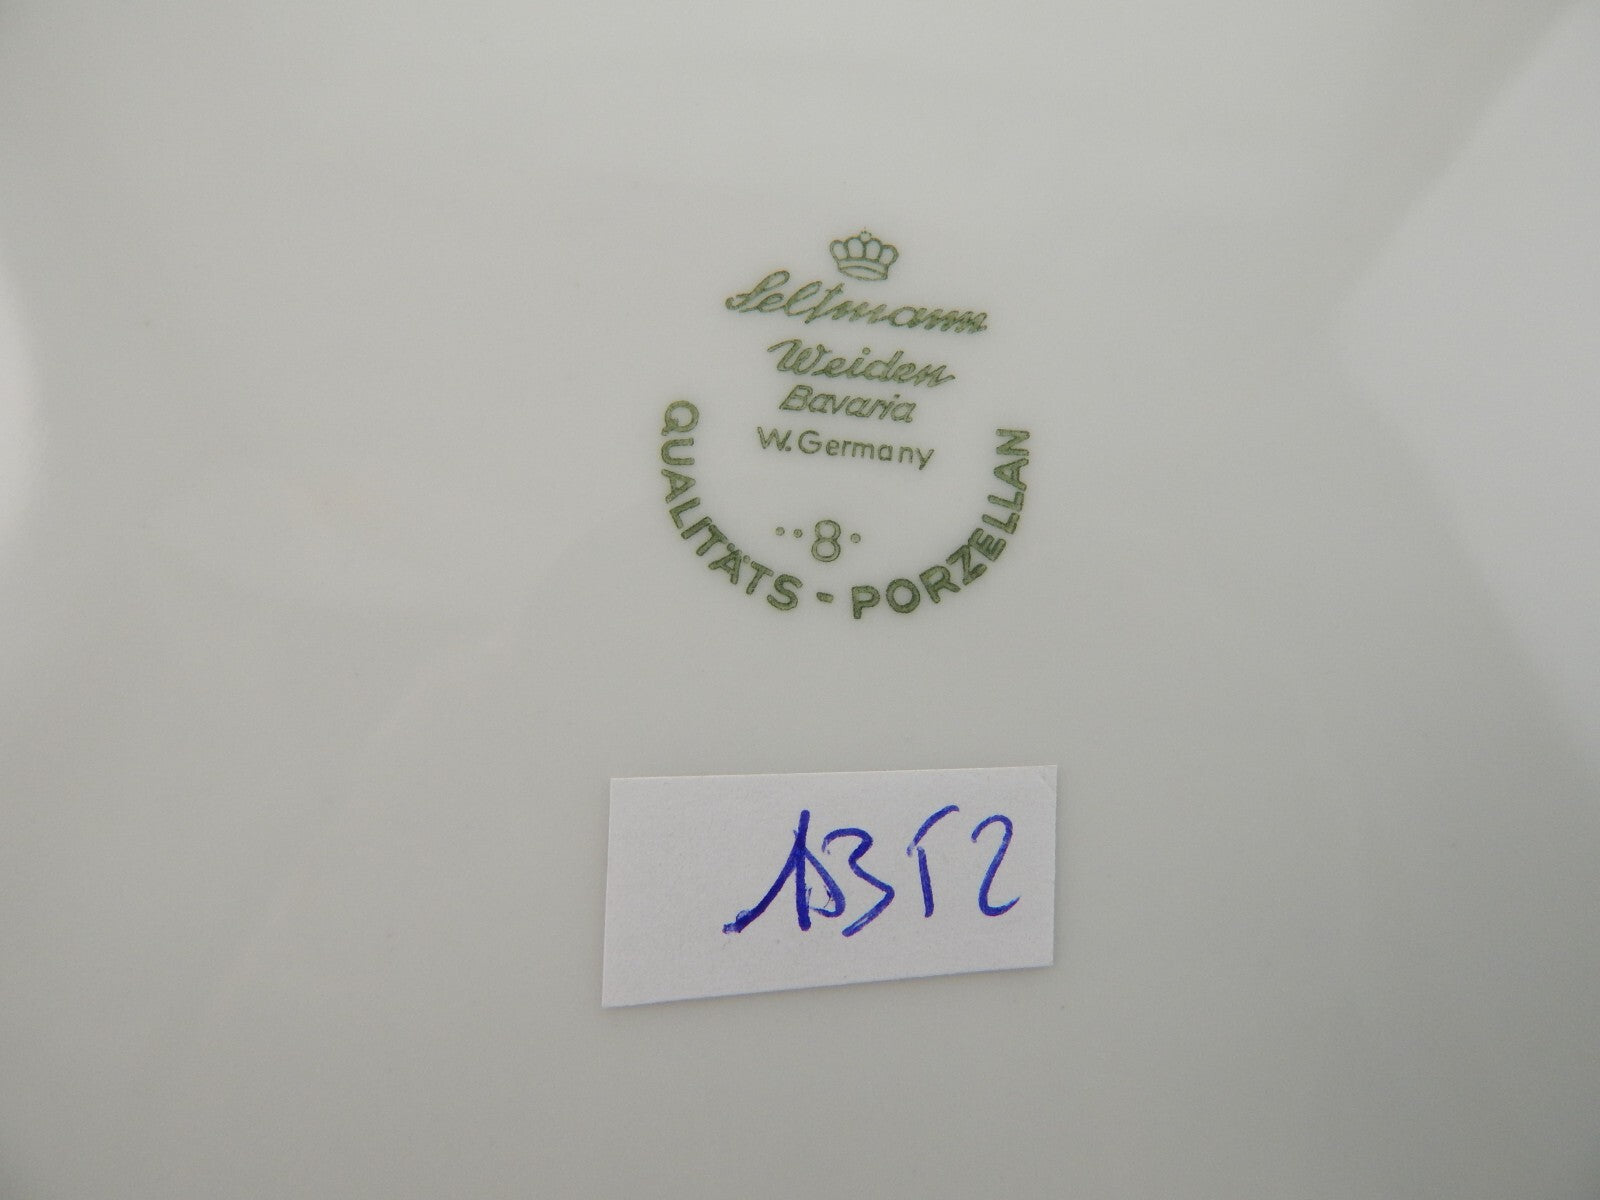 Seltmann
Weiden
Bavaria
W.Germany
..8.
QUALITÄTS - PORZELLAN
13T2